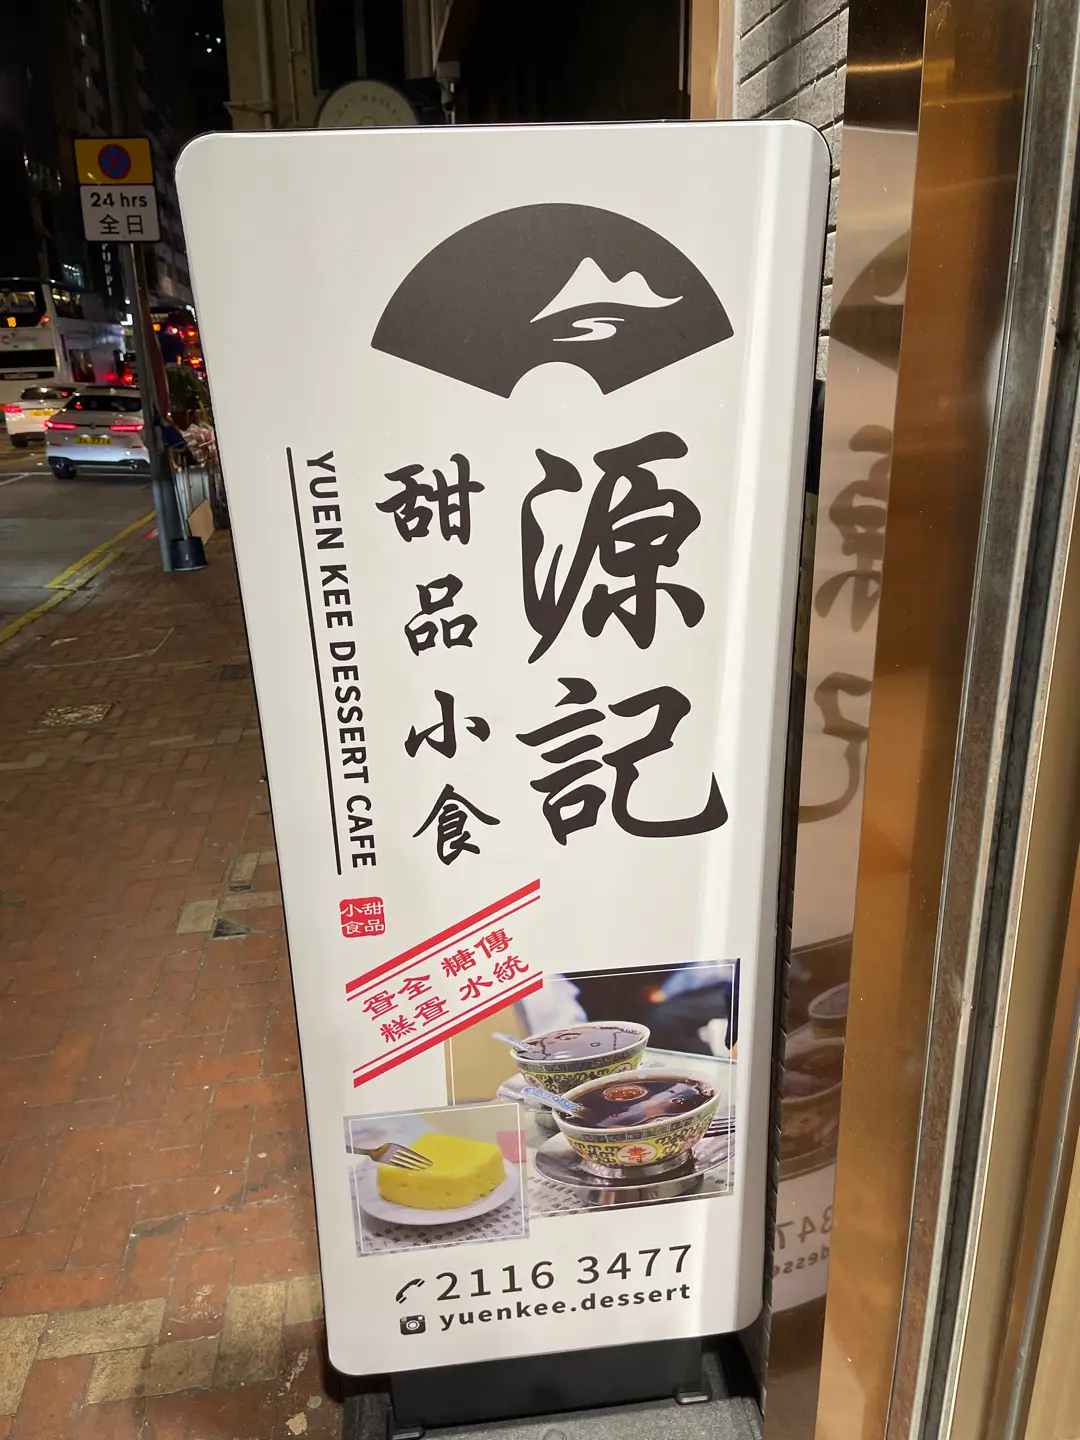 24 hrs
全日
源記
甜品小食
YUEN KEE DESSERT CAFE
甜品
小食
傳統
糖水
全蛋
蛋糕
壽
2116 3477
yuenkee.dessert